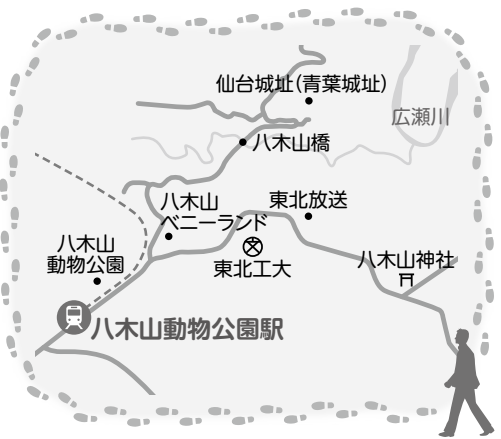 仙台城址(青葉城址)
広瀬川
八木山橋
八木山
ベニーランド
東北放送
八木山
動物公園
東北工大
八木山神社
八木山動物公園駅